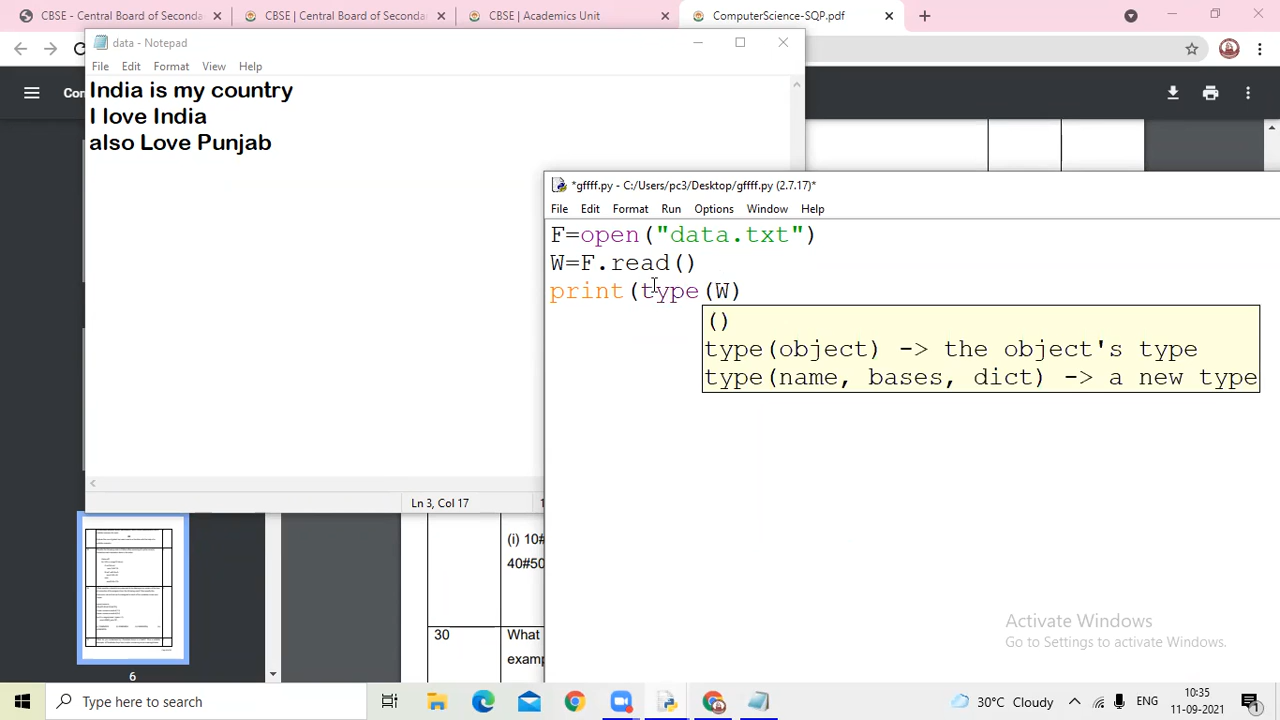 CBSE - Central Board of Seconda
CBSE | Central Board of Secondar
CBSE | Academics Unit
ComputerScience-SQP.pdf
data - Notepad
File Edit Format View Help
Con
India is my country
I love India
also Love Punjab
*gffff.py - C:/Users/pc3/Desktop/gffff.py (2.7.17)*
File Edit Format Run Options Window Help
F=open("data.txt")
W=F.read()
print(type(W)
()
type(object) -> the object's type
type(name, bases, dict) -> a new type
Ln 3, Col 17
(i) 10#
40#50
30
What
examp
6
Activate Windows
Go to Settings to activate Windows.
Type here to search
30°C Cloudy
ENG
10:35
11-09-2021
1